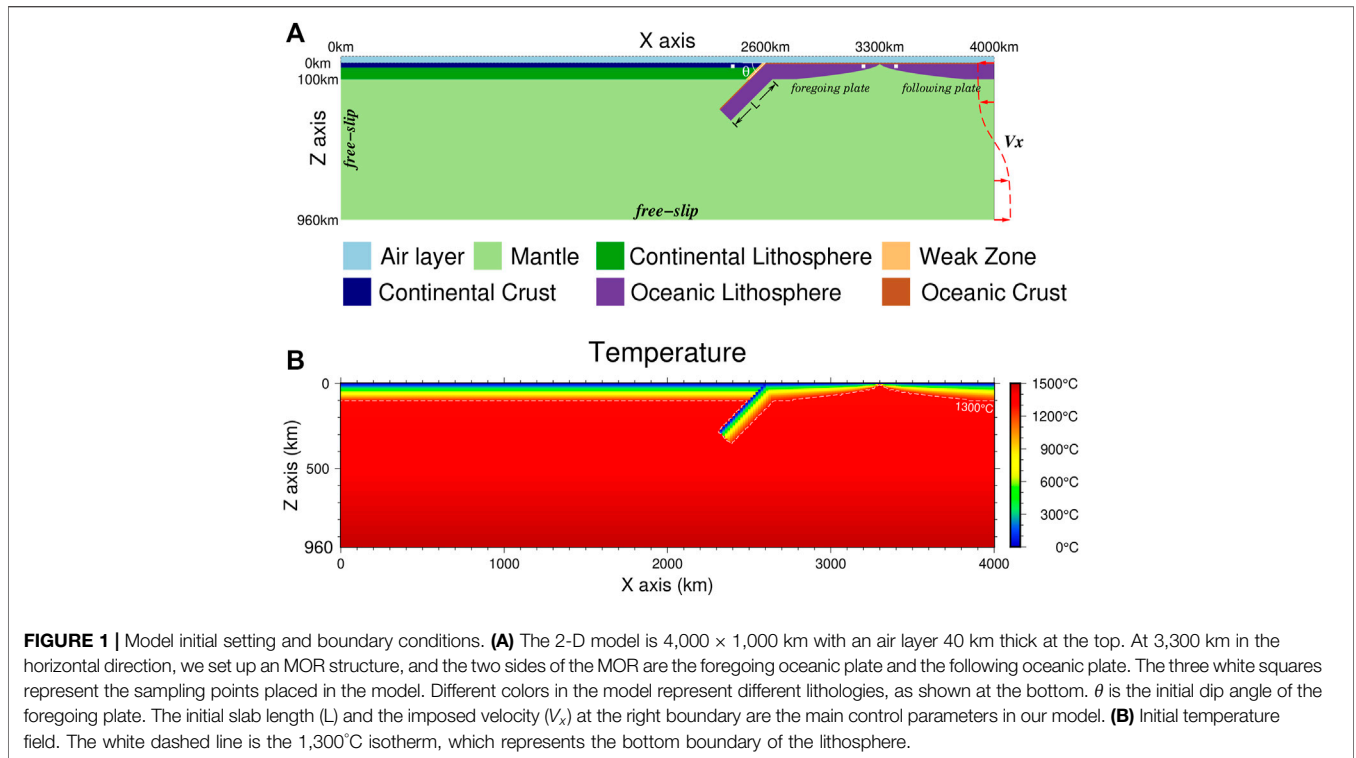 A
X axis
0km 2600km 3300km 4000km
0km
100km
θ
foregoing plate following plate
L
Z axis
free-slip
Vx
free-slip
960km
Air layer Mantle Continental Lithosphere Weak Zone
Continental Crust Oceanic Lithosphere Oceanic Crust
B
Temperature
0
500
960
Z axis (km)
1300°C
0 1000 2000 3000 4000
X axis (km)
1500°C
1200°C
900°C
600°C
300°C
0°C
FIGURE 1 | Model initial setting and boundary conditions. (A) The 2-D model is 4,000 × 1,000 km with an air layer 40 km thick at the top. At 3,300 km in the
horizontal direction, we set up an MOR structure, and the two sides of the MOR are the foregoing oceanic plate and the following oceanic plate. The three white squares
represent the sampling points placed in the model. Different colors in the model represent different lithologies, as shown at the bottom. θ is the initial dip angle of the
foregoing plate. The initial slab length (L) and the imposed velocity (Vx) at the right boundary are the main control parameters in our model. (B) Initial temperature
field. The white dashed line is the 1,300°C isotherm, which represents the bottom boundary of the lithosphere.